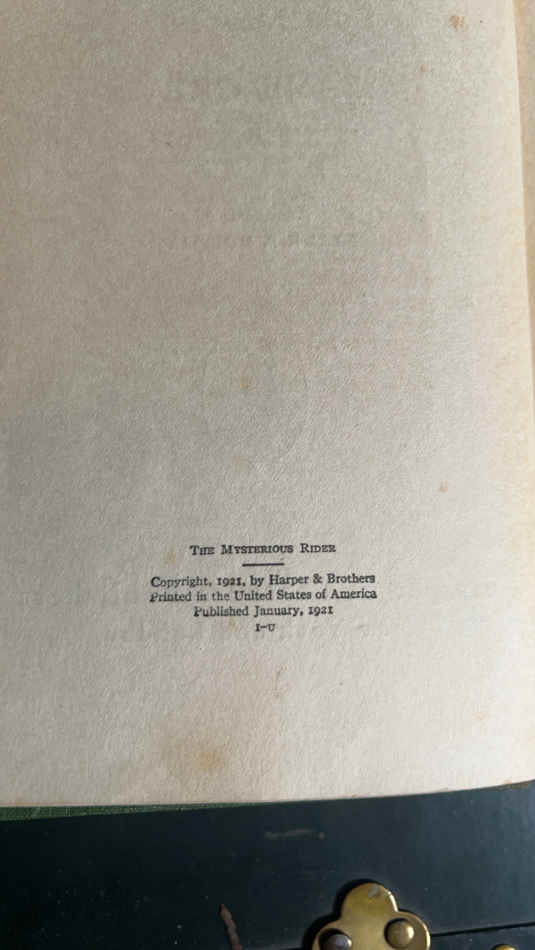 THE MYSTERIOUS RIDER
Copyright, 1921, by Harper & Brothers
Printed in the United States of America
Published January, 1921
I-U